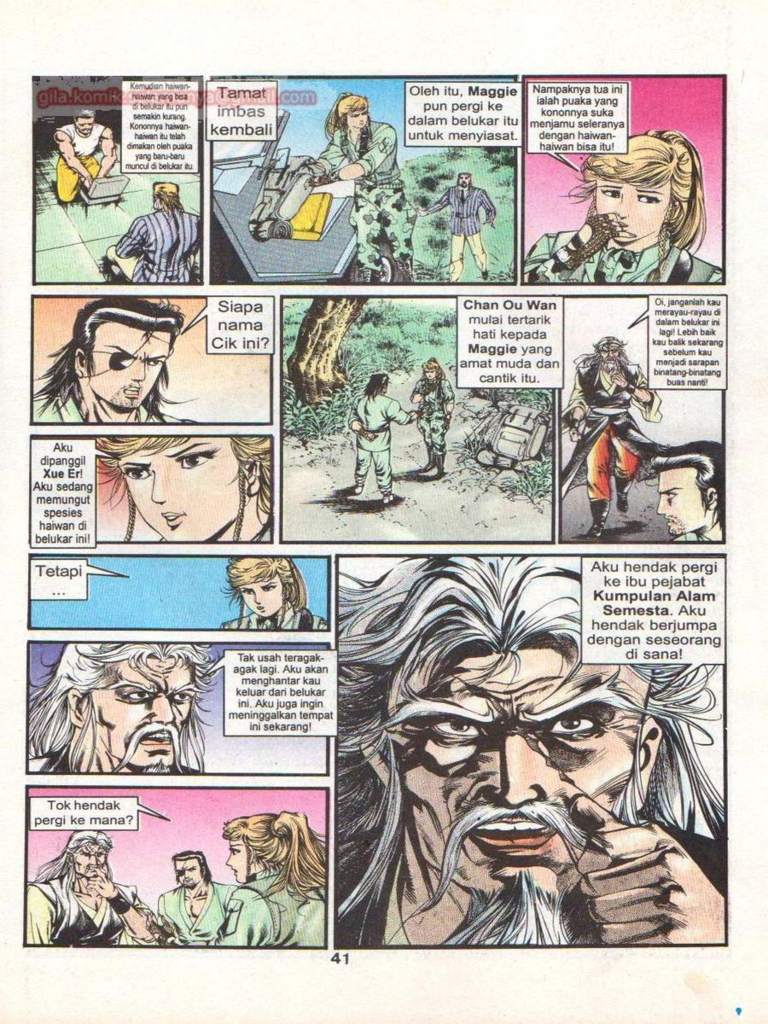 Kemudian haiwan-
haiwan yang bisa
di belukar itu pun
semakin kurang.
Kononnya haiwan-
haiwan itu telah
dimakan oleh puaka
yang baru-baru
muncul di belukar itu.
Tamat
imbas
kembali
Oleh itu, Maggie
pun pergi ke
dalam belukar itu
untuk menyiasat.
Nampaknya tua ini
ialah puaka yang
kononnya suka
menjamu seleranya
dengan haiwan-
haiwan bisa itu!
Siapa
nama
Cik ini?
Aku
dipanggil
Xue Er!
Aku sedang
memungut
spesies
haiwan di
belukar ini!
Chan Ou Wan
mulai tertarik
hati kepada
Maggie yang
amat muda dan
cantik itu.
Oi, janganlah kau
merayau-rayau di
dalam belukar ini
lagi! Lebih baik
kau balik sekarang
sebelum kau
menjadi sarapan
binatang-binatang
buas nanti!
Tetapi
...
Tak usah teragak-
agak lagi. Aku akan
menghantar kau
keluar dari belukar
ini. Aku juga ingin
meninggalkan tempat
ini sekarang!
Tok hendak
pergi ke mana?
Aku hendak pergi
ke ibu pejabat
Kumpulan Alam
Semesta. Aku
hendak berjumpa
dengan seseorang
di sana!
41